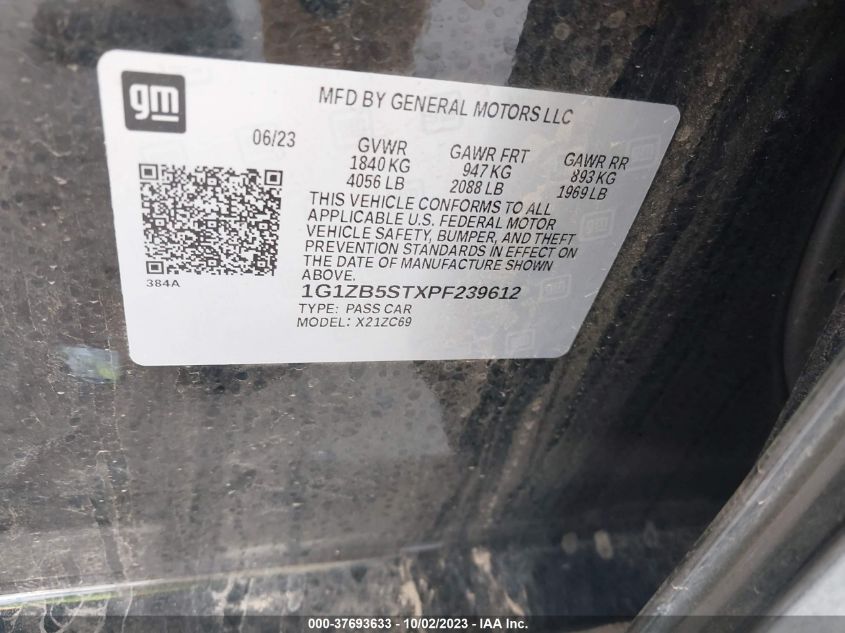 gm
MFD BY GENERAL MOTORS LLC
06/23
GVWR GAWR FRT GAWR RR
1840 KG 947 KG 893 KG
4056 LB 2088 LB 1969 LB
THIS VEHICLE CONFORMS TO ALL
APPLICABLE U.S. FEDERAL MOTOR
VEHICLE SAFETY, BUMPER, AND THEFT
PREVENTION STANDARDS IN EFFECT ON
THE DATE OF MANUFACTURE SHOWN
ABOVE.
384A
1G1ZB5STXPF239612
TYPE: PASS CAR
MODEL: X21ZC69
000-37693633 - 10/02/2023 - IAA Inc.